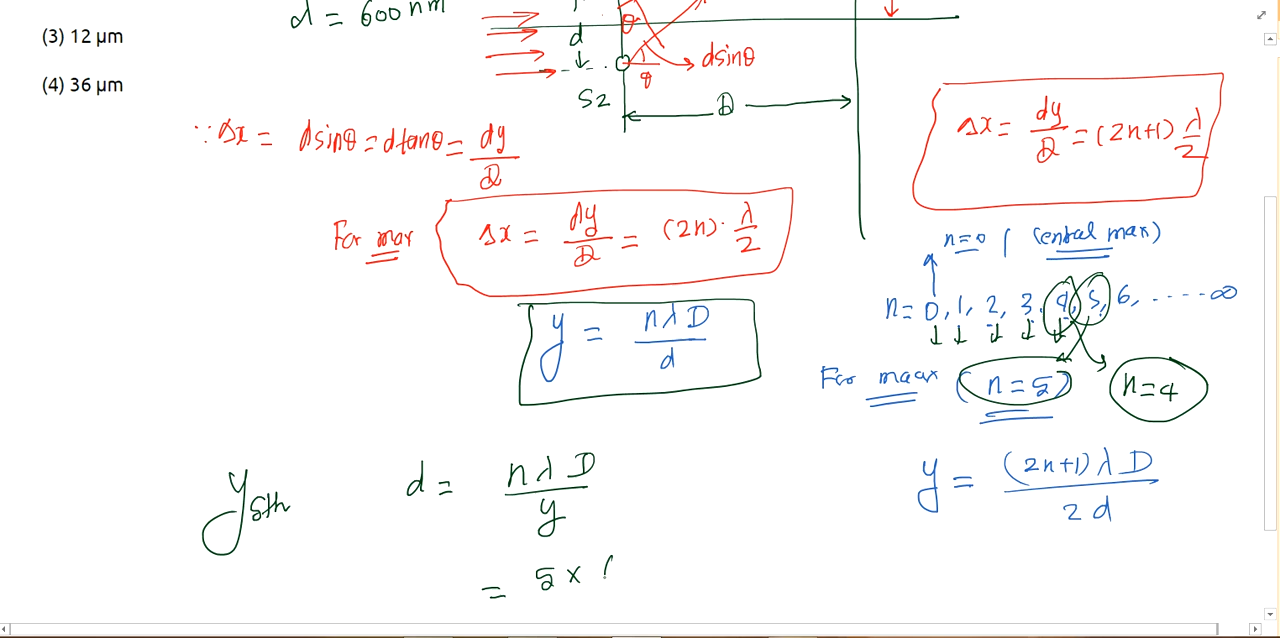 d = 600 nm
(3) 12 μm
(4) 36 μm
θ
d
dsinθ
θ
S2
D
∵ Δx = dsinθ = dtanθ = dy/D
Δx = dy/D = (2n+1) λ/2
For max
Δx = dy/D = (2n)· λ/2
n=0 ( Central max)
n= 0, 1, 2, 3, 4, 5, 6, ----- ∞
y = nλD/d
For maax (n=5)
n=4
y5th
d = nλD/y
y = (2n+1)λD/2d
= 5 x (